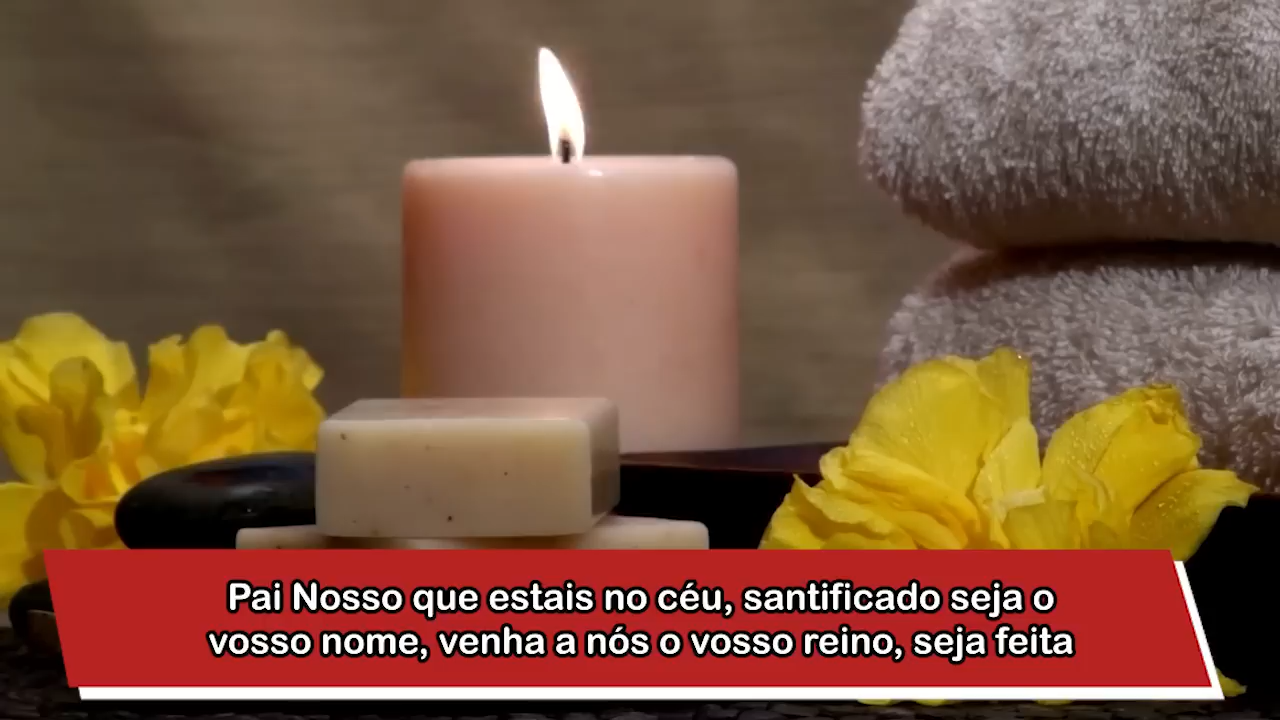 Pai Nosso que estais no céu, santificado seja o
vosso nome, venha a nós o vosso reino, seja feita